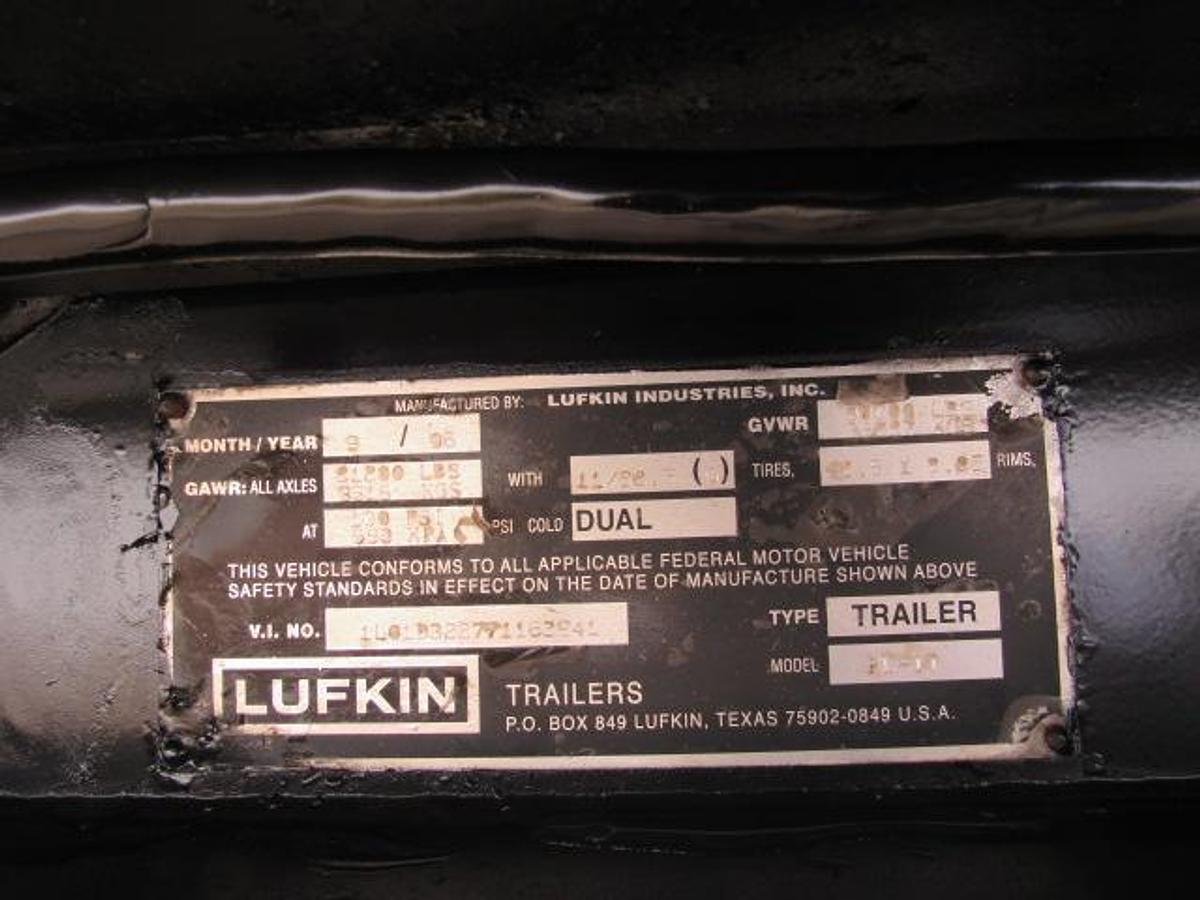 MANUFACTURED BY: LUFKIN INDUSTRIES, INC.
MONTH / YEAR / GVWR LBS
GAWR: ALL AXLES LBS WITH TIRES, RIMS,
AT PSI COLD DUAL
THIS VEHICLE CONFORMS TO ALL APPLICABLE FEDERAL MOTOR VEHICLE
SAFETY STANDARDS IN EFFECT ON THE DATE OF MANUFACTURE SHOWN ABOVE
V.I. NO. TYPE TRAILER
MODEL
LUFKIN TRAILERS
P.O. BOX 849 LUFKIN, TEXAS 75902-0849 U.S.A.